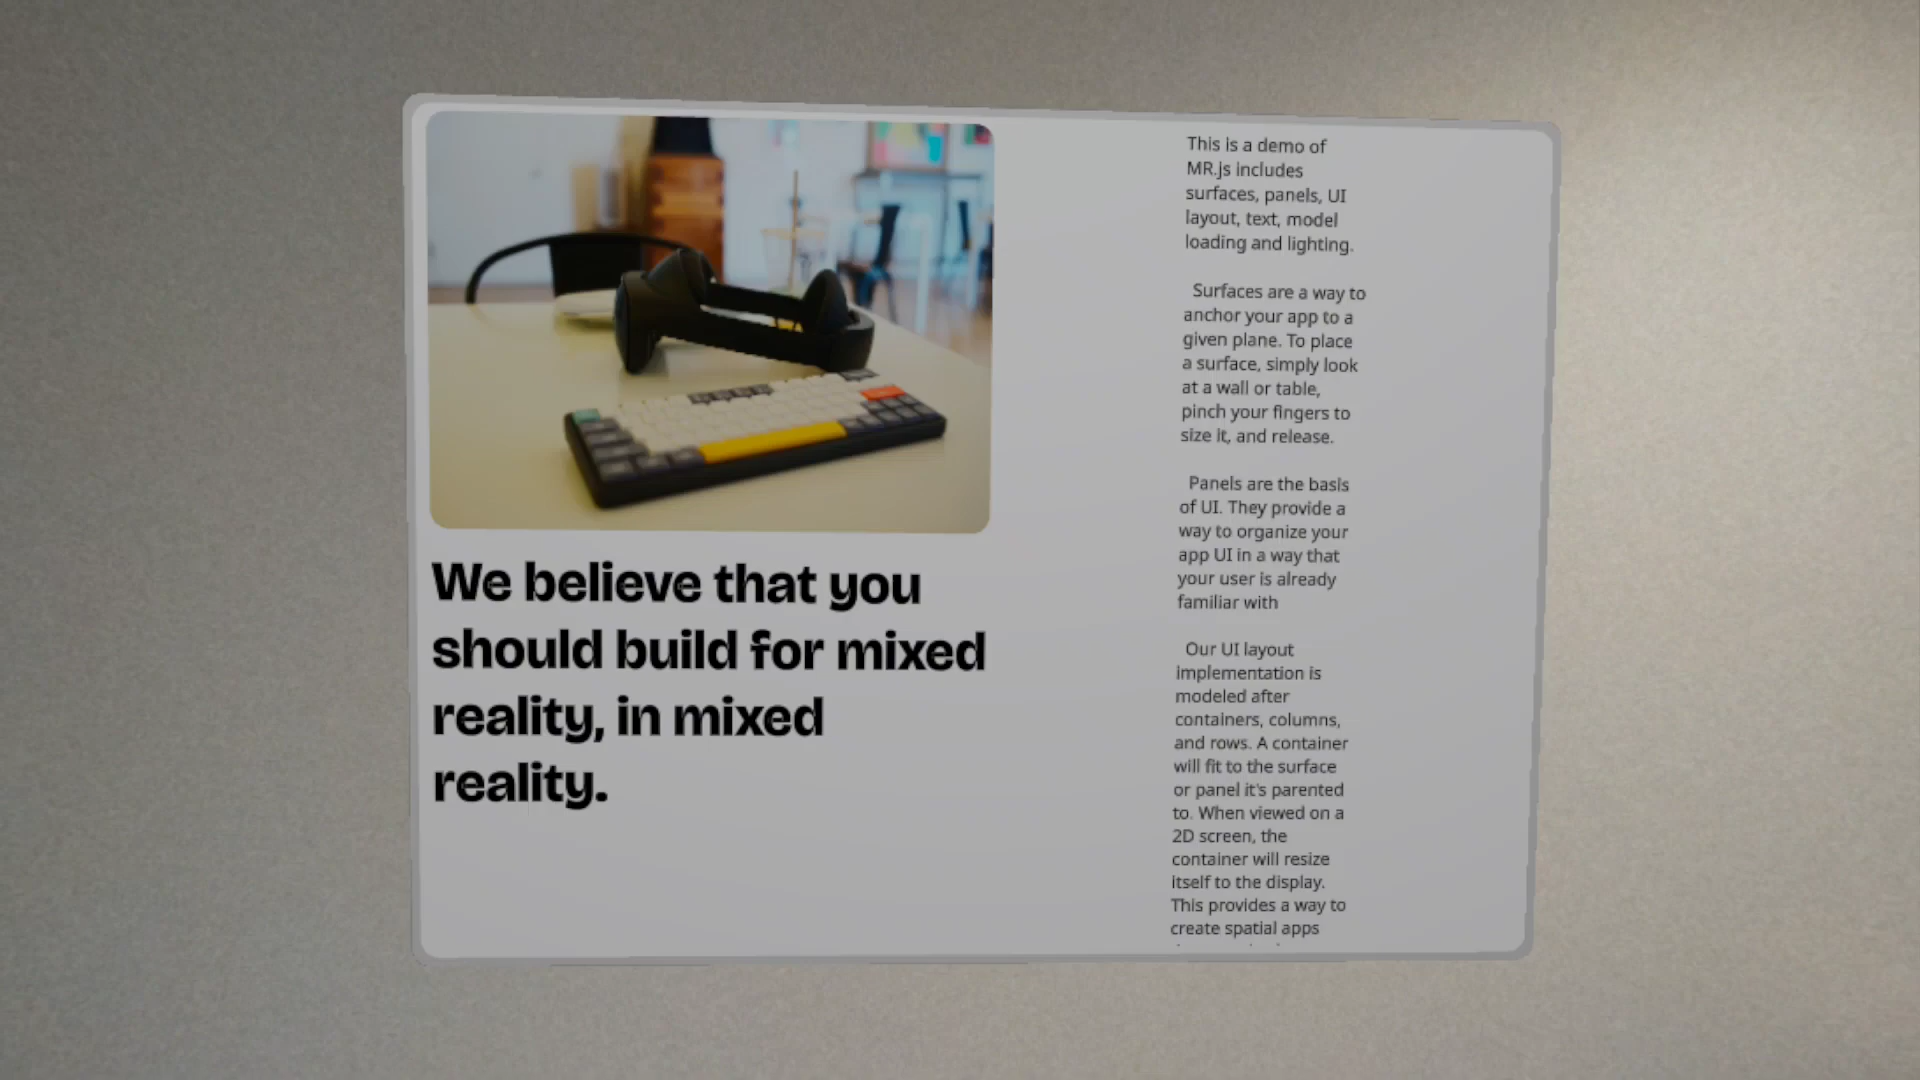 We believe that you
should build for mixed
reality, in mixed
reality.
This is a demo of
MR.js includes
surfaces, panels, UI
layout, text, model
loading and lighting.
Surfaces are a way to
anchor your app to a
given plane. To place
a surface, simply look
at a wall or table,
pinch your fingers to
size it, and release.
Panels are the basis
of UI. They provide a
way to organize your
app UI in a way that
your user is already
familiar with
Our UI layout
implementation is
modeled after
containers, columns,
and rows. A container
will fit to the surface
or panel it's parented
to. When viewed on a
2D screen, the
container will resize
itself to the display.
This provides a way to
create spatial apps